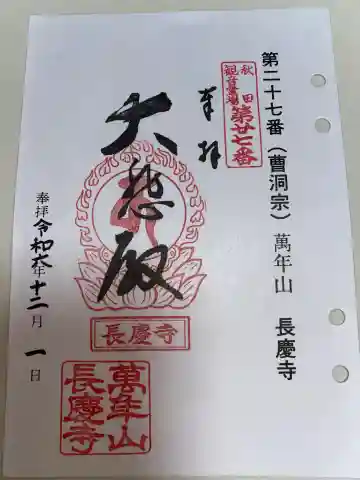 第二十七番（曹洞宗）萬年山 長慶寺
秋田
観音霊場
第廿七番
奉拝
大悲殿
長慶寺
萬年山
長慶寺
奉拝 令和六年十二月一日